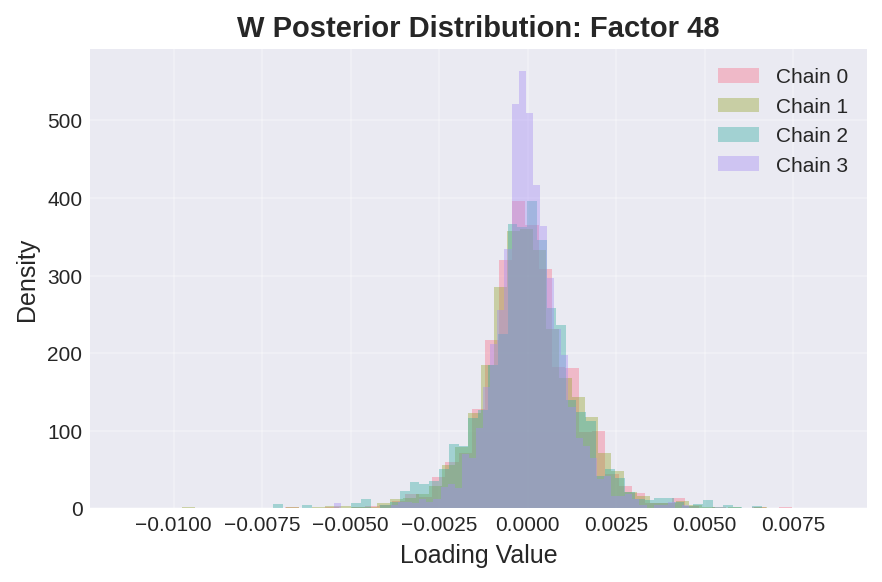 W Posterior Distribution: Factor 48
Chain 0
Chain 1
Chain 2
Chain 3
Density
500
400
300
200
100
0
−0.0100 −0.0075 −0.0050 −0.0025 0.0000 0.0025 0.0050 0.0075
Loading Value